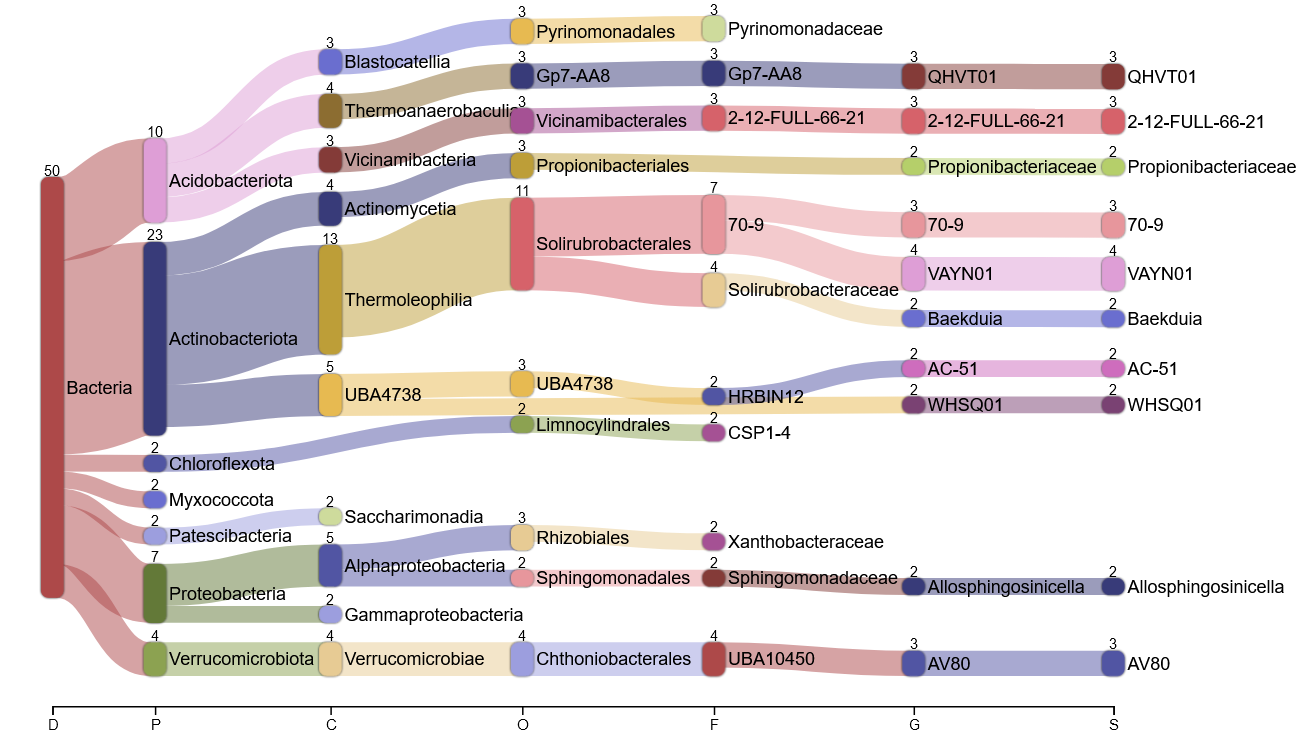 50
Bacteria
10
Acidobacteriota
23
Actinobacteriota
2
Chloroflexota
2
Myxococcota
2
Patescibacteria
7
Proteobacteria
4
Verrucomicrobiota
3
Blastocatellia
4
Thermoanaerobaculia
3
Vicinamibacteria
4
Actinomycetia
13
Thermoleophilia
5
UBA4738
2
Saccharimonadia
5
Alphaproteobacteria
2
Gammaproteobacteria
4
Verrucomicrobiae
3
Pyrinomonadales
3
Gp7-AA8
3
Vicinamibacterales
3
Propionibacteriales
11
Solirubrobacterales
3
UBA4738
2
Limnocylindrales
3
Rhizobiales
2
Sphingomonadales
4
Chthoniobacterales
3
Pyrinomonadaceae
3
Gp7-AA8
3
2-12-FULL-66-21
7
70-9
4
Solirubrobacteraceae
2
HRBIN12
2
CSP1-4
2
Xanthobacteraceae
2
Sphingomonadaceae
4
UBA10450
3
QHVT01
3
2-12-FULL-66-21
2
Propionibacteriaceae
3
70-9
4
VAYN01
2
Baekduia
2
AC-51
2
WHSQ01
2
Allosphingosinicella
3
AV80
3
QHVT01
3
2-12-FULL-66-21
2
Propionibacteriaceae
3
70-9
4
VAYN01
2
Baekduia
2
AC-51
2
WHSQ01
2
Allosphingosinicella
3
AV80
D P C O F G S